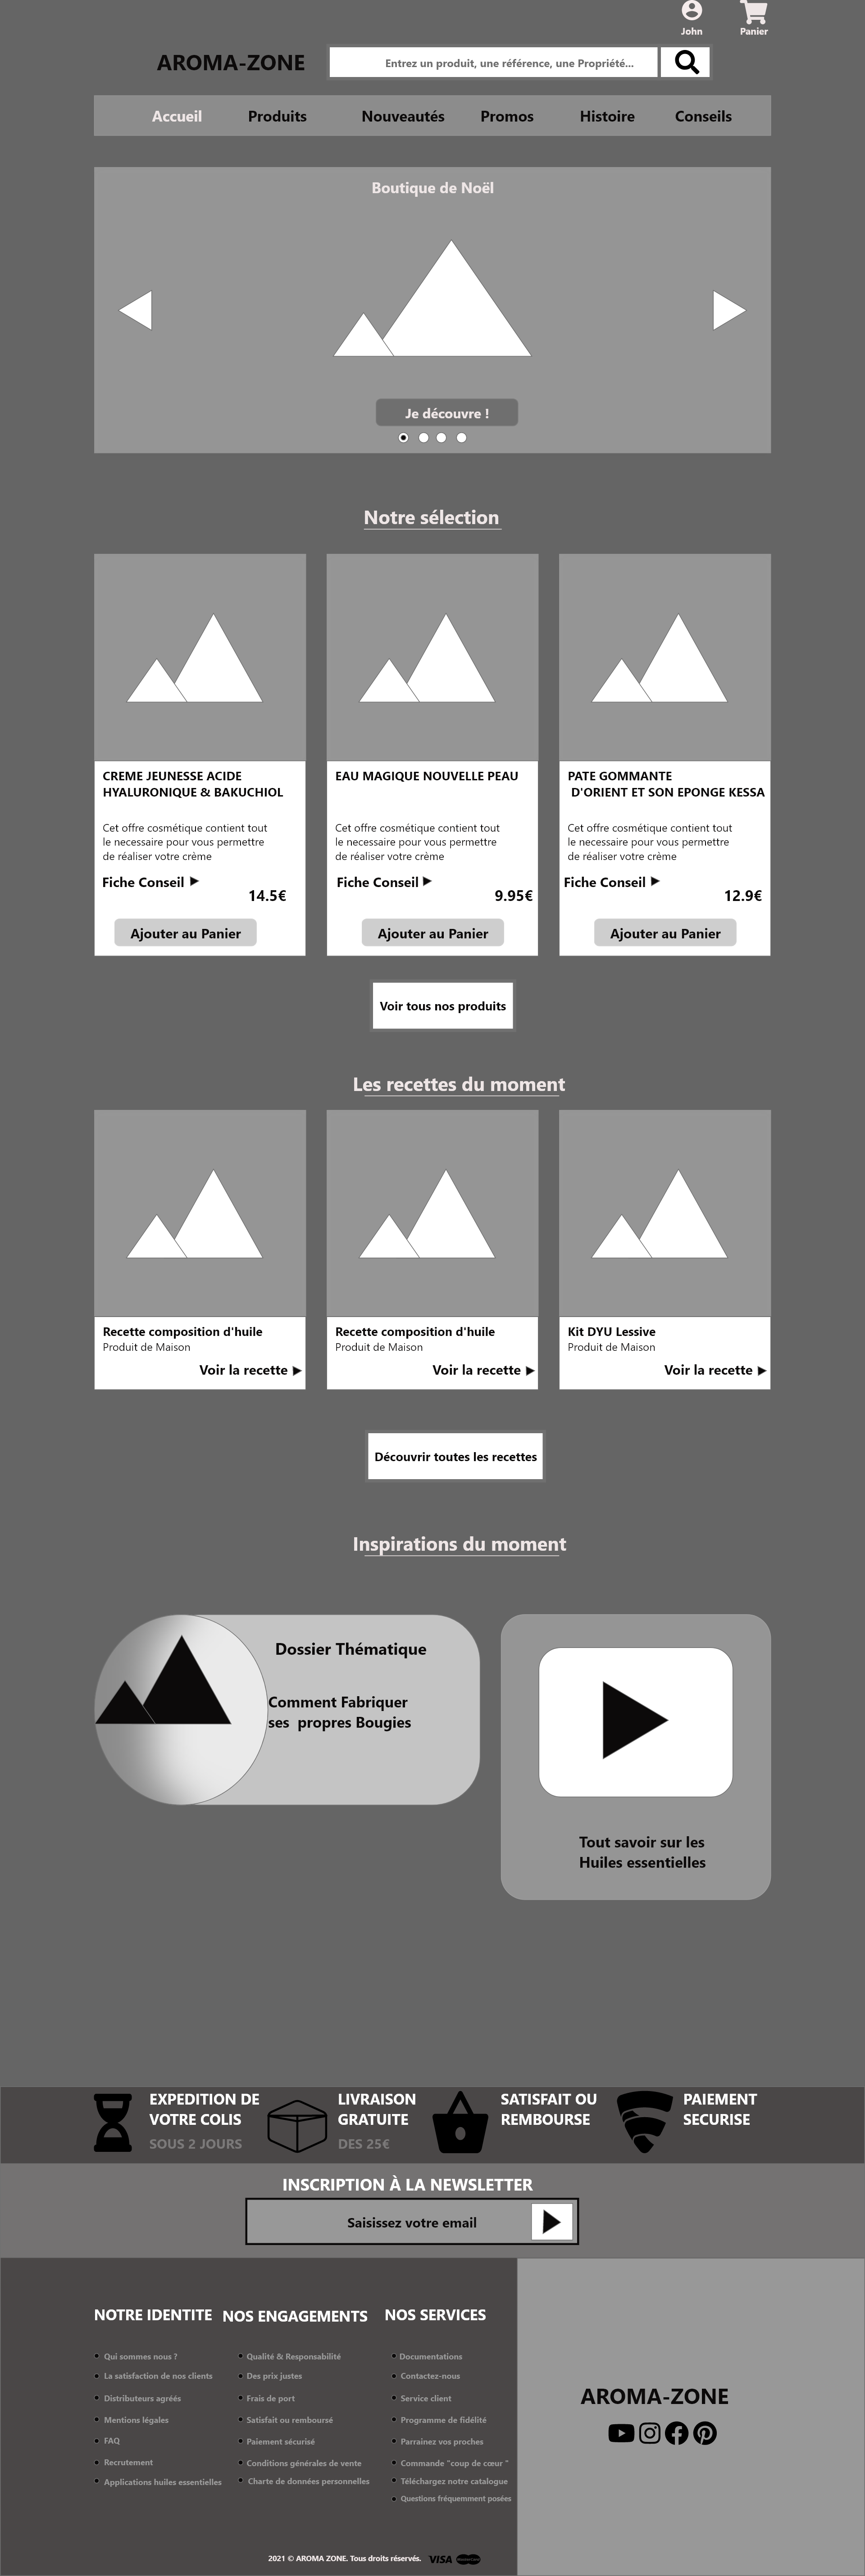 John
Panier
AROMA-ZONE
Entrez un produit, une référence, une Propriété...
Accueil
Produits
Nouveautés
Promos
Histoire
Conseils
Boutique de Noël
Je découvre !
Notre sélection
CREME JEUNESSE ACIDE
HYALURONIQUE & BAKUCHIOL
Cet offre cosmétique contient tout
le necessaire pour vous permettre
de réaliser votre crème
Fiche Conseil
14.5€
Ajouter au Panier
EAU MAGIQUE NOUVELLE PEAU
Cet offre cosmétique contient tout
le necessaire pour vous permettre
de réaliser votre crème
Fiche Conseil
9.95€
Ajouter au Panier
PATE GOMMANTE
D'ORIENT ET SON EPONGE KESSA
Cet offre cosmétique contient tout
le necessaire pour vous permettre
de réaliser votre crème
Fiche Conseil
12.9€
Ajouter au Panier
Voir tous nos produits
Les recettes du moment
Recette composition d'huile
Produit de Maison
Voir la recette
Recette composition d'huile
Produit de Maison
Voir la recette
Kit DYU Lessive
Produit de Maison
Voir la recette
Découvrir toutes les recettes
Inspirations du moment
Dossier Thématique
Comment Fabriquer
ses propres Bougies
Tout savoir sur les
Huiles essentielles
EXPEDITION DE
VOTRE COLIS
SOUS 2 JOURS
LIVRAISON
GRATUITE
DES 25€
SATISFAIT OU
REMBOURSE
PAIEMENT
SECURISE
INSCRIPTION À LA NEWSLETTER
Saisissez votre email
NOTRE IDENTITE
Qui sommes nous ?
La satisfaction de nos clients
Distributeurs agréés
Mentions légales
FAQ
Recrutement
Applications huiles essentielles
NOS ENGAGEMENTS
Qualité & Responsabilité
Des prix justes
Frais de port
Satisfait ou remboursé
Paiement sécurisé
Conditions générales de vente
Charte de données personnelles
NOS SERVICES
Documentations
Contactez-nous
Service client
Programme de fidélité
Parrainez vos proches
Commande "coup de cœur "
Téléchargez notre catalogue
Questions fréquemment posées
AROMA-ZONE
2021 © AROMA ZONE. Tous droits réservés.
VISA